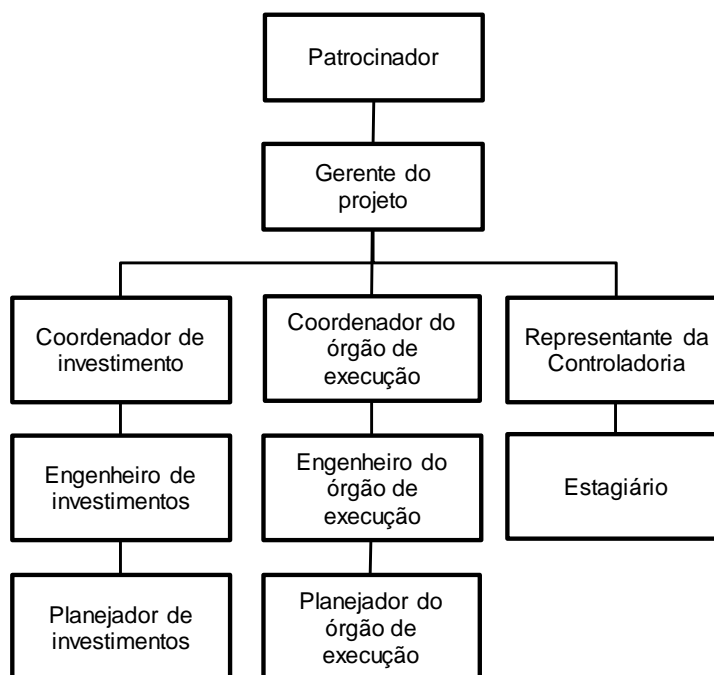 Patrocinador
Gerente do
projeto
Coordenador de
investimento
Coordenador do
órgão de
execução
Representante da
Controladoria
Engenheiro de
investimentos
Engenheiro do
órgão de
execução
Estagiário
Planejador de
investimentos
Planejador do
órgão de
execução